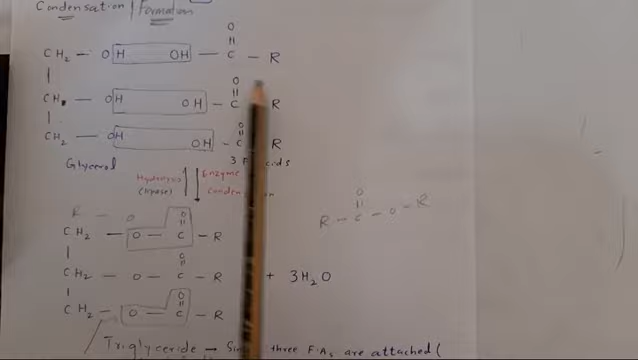 Condensation | Formation
O
CH2 — OH OH — C — R
O
CH — OH OH — C R
O
CH2 — OH OH — C R
Glycerol 3
Hydrolysis Enzyme
(lipase)
R — O O
CH2 — O — C — R
O
R — C — O — R
O
CH2 — O — C — R + 3H2O
O
CH2 — O — C — R
Triglyceride → three F.As are attached (